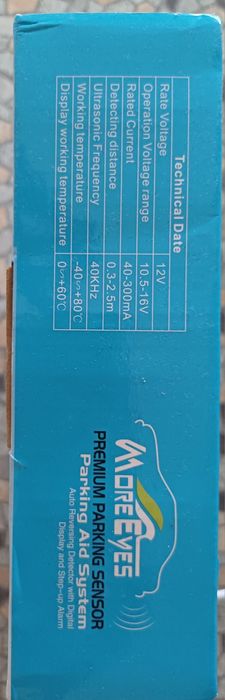 Technical Date
Rate Voltage 12V
Operation Voltage range 10.5-16V
Rated Current 40-300mA
Detecting distance 0.3-2.5m
Ultrasonic Frequency 40KHz
Working temperature -40∽+80℃
Display working temperature 0∽+60℃
MOREEYES
PREMIUM PARKING SENSOR
Parking Aid System
Auto Reversing Detector with Digital
Display and Step-up Alarm